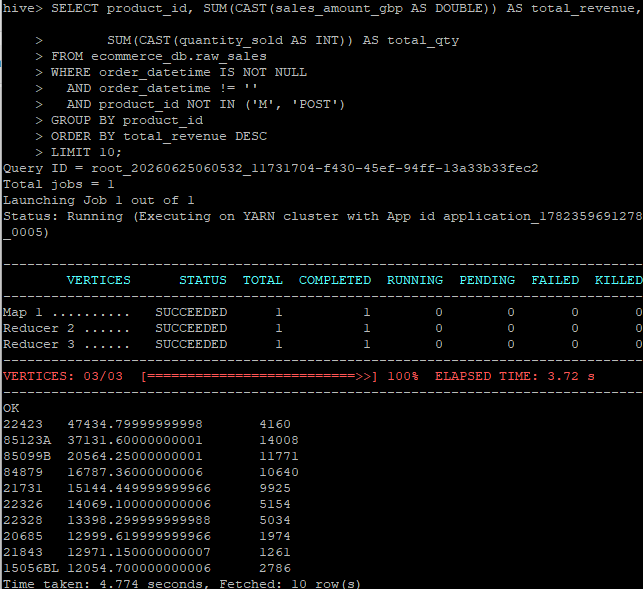 hive> SELECT product_id, SUM(CAST(sales_amount_gbp AS DOUBLE)) AS total_revenue,
    >        SUM(CAST(quantity_sold AS INT)) AS total_qty
    > FROM ecommerce_db.raw_sales
    > WHERE order_datetime IS NOT NULL
    >   AND order_datetime != ''
    >   AND product_id NOT IN ('M', 'POST')
    > GROUP BY product_id
    > ORDER BY total_revenue DESC
    > LIMIT 10;
Query ID = root_20260625060532_11731704-f430-45ef-94ff-13a33b33fec2
Total jobs = 1
Launching Job 1 out of 1
Status: Running (Executing on YARN cluster with App id application_1782359691278
_0005)
--------------------------------------------------------------------------------
        VERTICES      STATUS  TOTAL  COMPLETED  RUNNING  PENDING  FAILED  KILLED
--------------------------------------------------------------------------------
Map 1 ..........   SUCCEEDED      1          1        0        0       0       0
Reducer 2 ......   SUCCEEDED      1          1        0        0       0       0
Reducer 3 ......   SUCCEEDED      1          1        0        0       0       0
--------------------------------------------------------------------------------
VERTICES: 03/03  [==========================>>] 100%  ELAPSED TIME: 3.72 s
--------------------------------------------------------------------------------
OK
22423   47434.79999999998       4160
85123A  37131.60000000001       14008
85099B  20564.25000000001       11771
84879   16787.36000000006       10640
21731   15144.449999999966      9925
22326   14069.100000000006      5154
22328   13398.299999999988      5034
20685   12999.619999999966      1974
21843   12971.150000000007      1261
15056BL 12054.700000000006      2786
Time taken: 4.774 seconds, Fetched: 10 row(s)